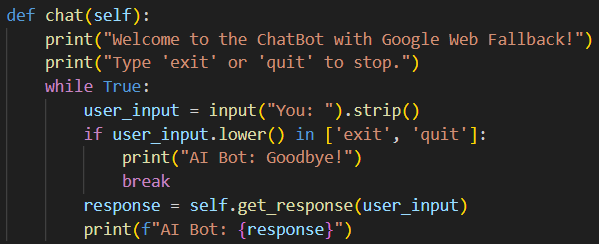 def chat(self):
    print("Welcome to the ChatBot with Google Web Fallback!")
    print("Type 'exit' or 'quit' to stop.")
    while True:
        user_input = input("You: ").strip()
        if user_input.lower() in ['exit', 'quit']:
            print("AI Bot: Goodbye!")
            break
        response = self.get_response(user_input)
        print(f"AI Bot: {response}")